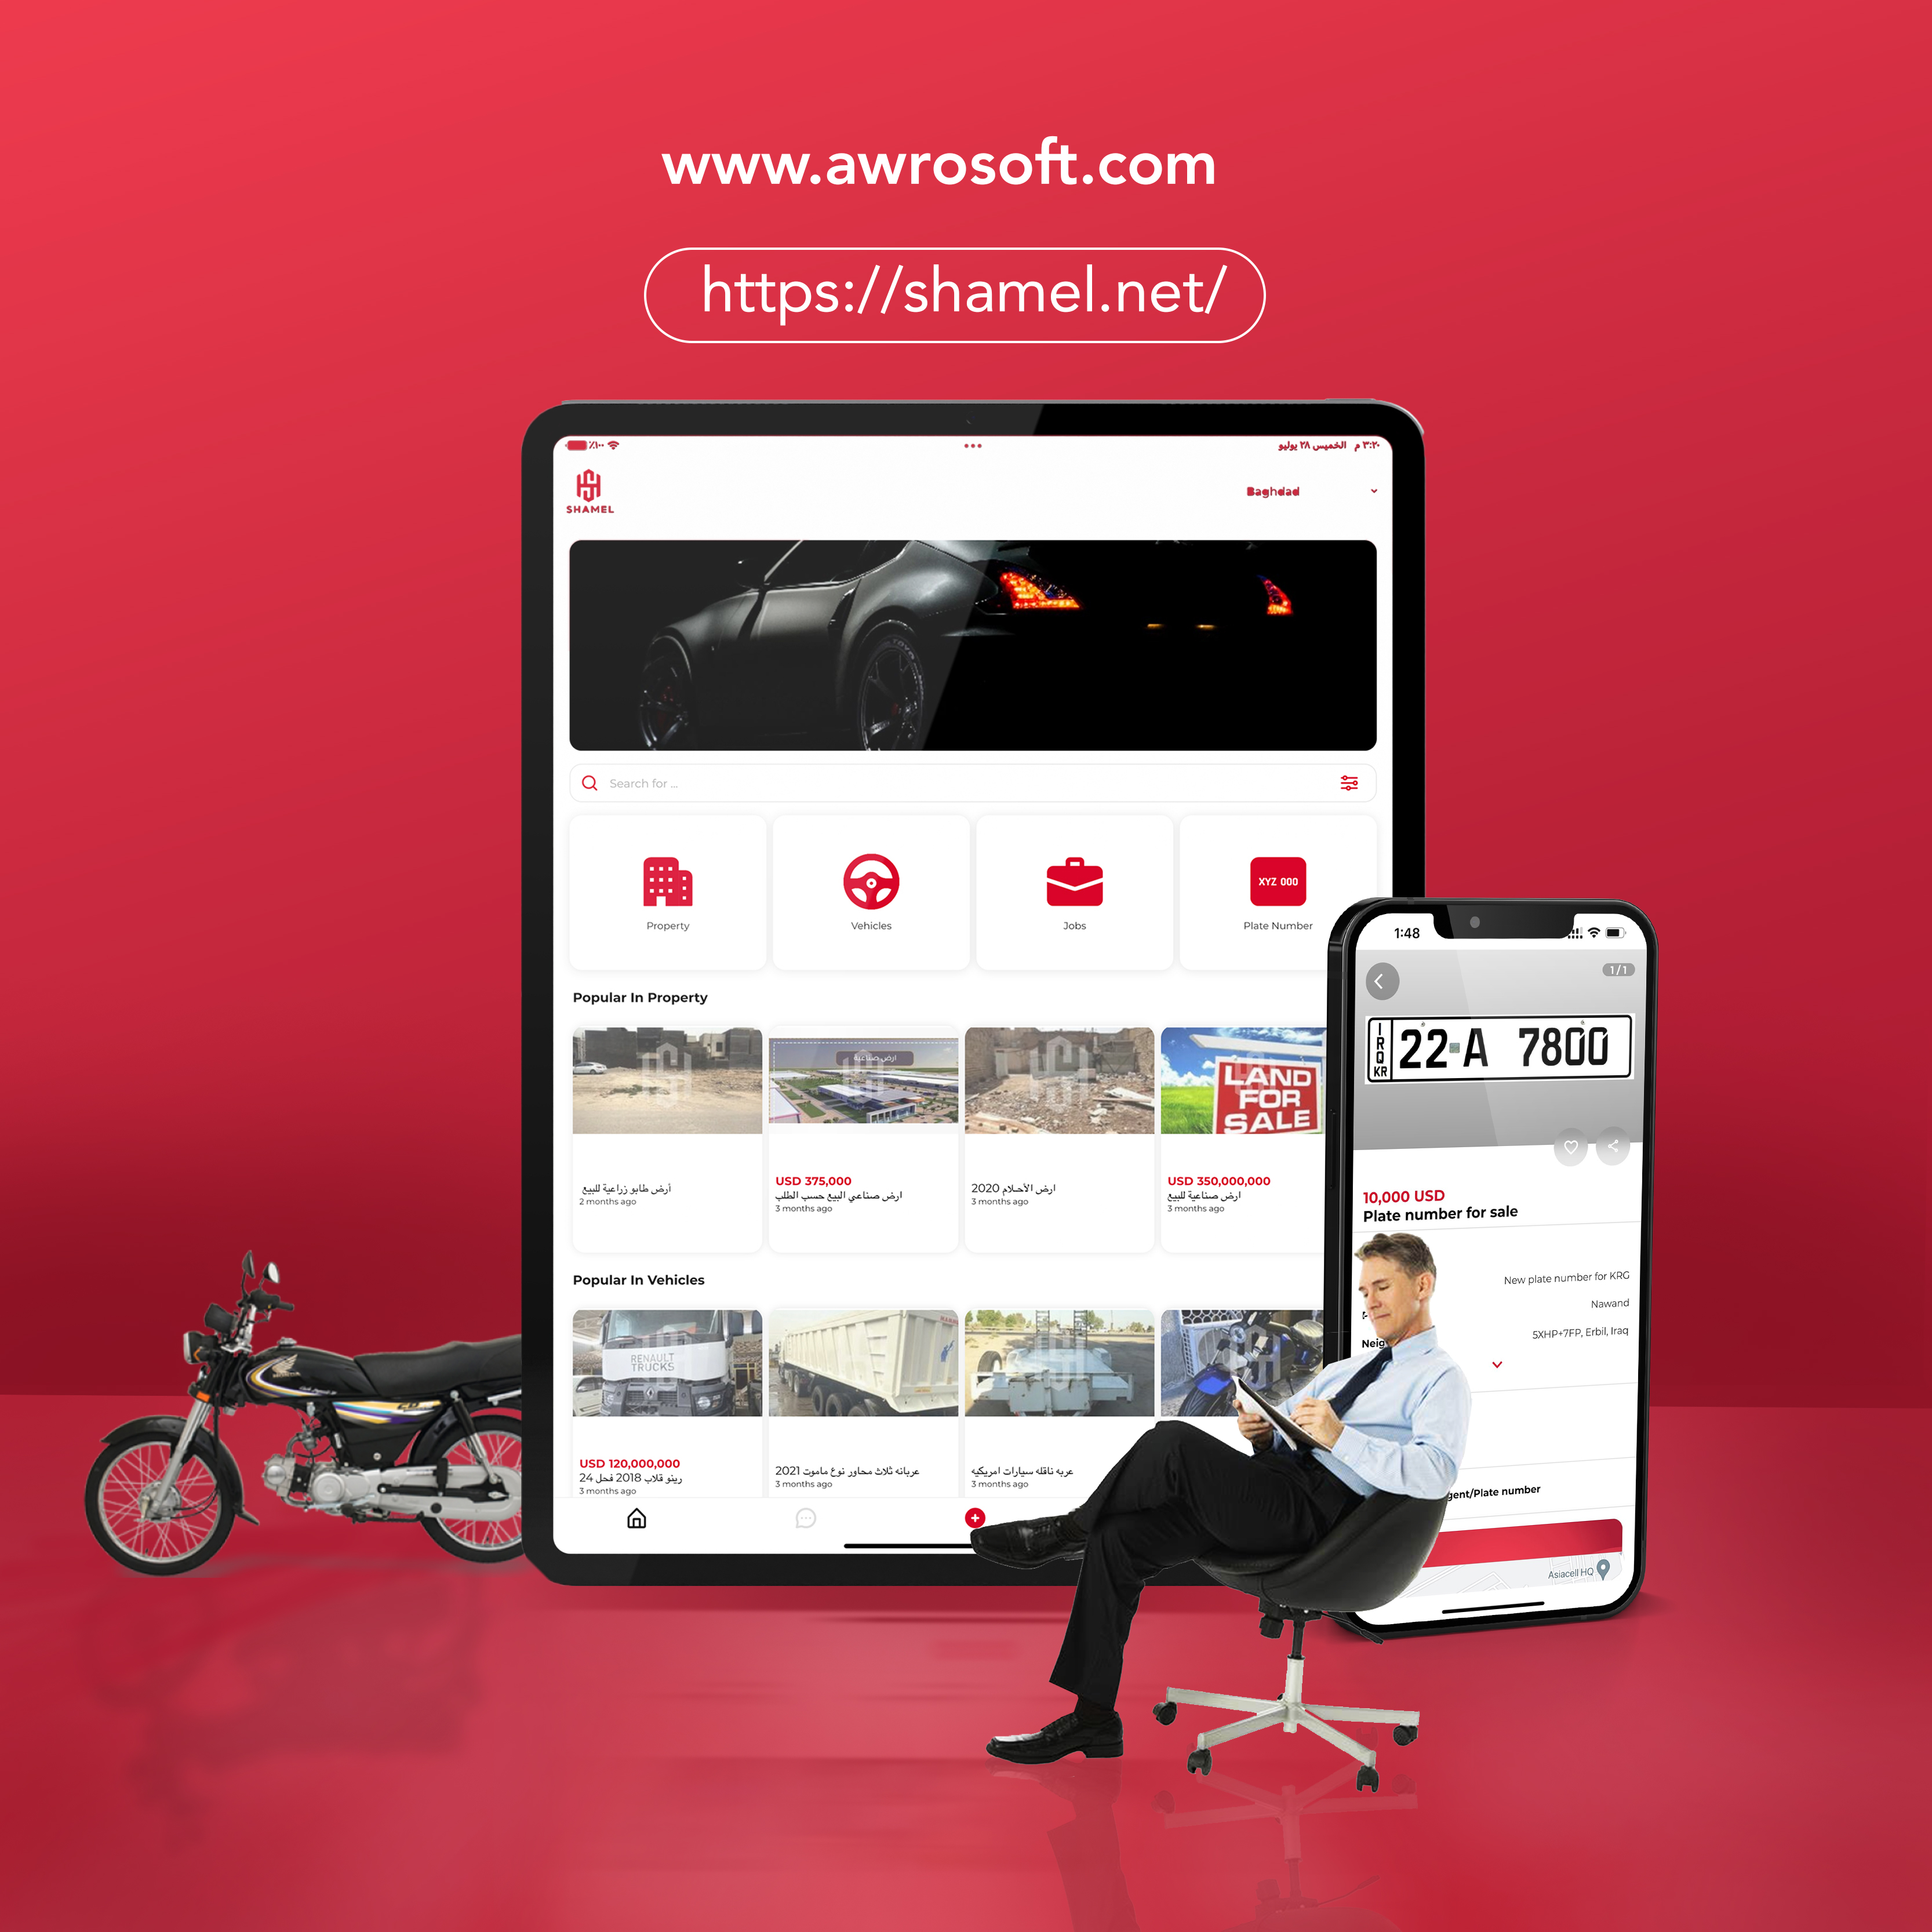 www.awrosoft.com
https://shamel.net/
٪١٠٠
٣:٢٠ م الخميس ٢٨ يوليو
SHAMEL
Baghdad
Search for ...
Property
Vehicles
Jobs
XYZ 000
Plate Number
Popular In Property
ارض صناعية
LAND
FOR
SALE
أرض طابو زراعية للبيع
2 months ago
USD 375,000
ارض صناعي البيع حسب الطلب
3 months ago
ارض الأحلام 2020
3 months ago
USD 350,000,000
ارض صناعية للبيع
3 months ago
Popular In Vehicles
RENAULT
TRUCKS
USD 120,000,000
رينو قلاب 2018 فحل 24
3 months ago
عربانه ثلاث محاور نوع ماموت 2021
3 months ago
عربه ناقله سيارات امريكيه
3 months ago
1:48
1/1
IRQ
KR
22 A 7800
10,000 USD
Plate number for sale
New plate number for KRG
Nawand
Neig
5XHP+7FP, Erbil, Iraq
gent/Plate number
Asiacell HQ
HONDA
CD